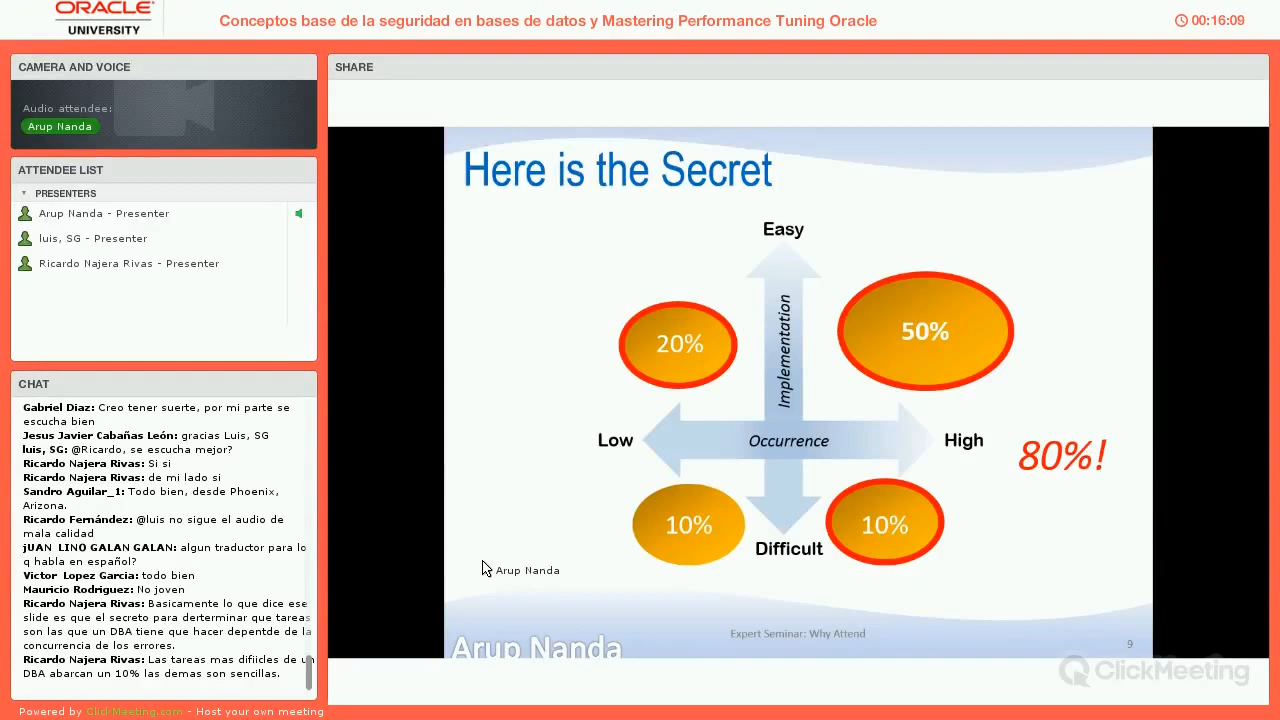 ORACLE
UNIVERSITY
Conceptos base de la seguridad en bases de datos y Mastering Performance Tuning Oracle
00:16:09
CAMERA AND VOICE
Audio attendee:
Arup Nanda
ATTENDEE LIST
PRESENTERS
Arup Nanda - Presenter
luis, SG - Presenter
Ricardo Najera Rivas - Presenter
CHAT
Gabriel Diaz: Creo tener suerte, por mi parte se
escucha bien
Jesus Javier Cabañas León: gracias Luis, SG
luis, SG: @Ricardo, se escucha mejor?
Ricardo Najera Rivas: Si si
Ricardo Najera Rivas: de mi lado si
Sandro Aguilar_1: Todo bien, desde Phoenix,
Arizona.
Ricardo Fernández: @luis no sigue el audio de
mala calidad
jUAN LINO GALAN GALAN: algun traductor para lo
q habla en español?
Victor Lopez Garcia: todo bien
Mauricio Rodriguez: No joven
Ricardo Najera Rivas: Basicamente lo que dice ese
slide es que el secreto para derterminar que tareas
son las que un DBA tiene que hacer depentde de la
concurrencia de los errores.
Ricardo Najera Rivas: Las tareas mas difiicles de un
DBA abarcan un 10% las demas son sencillas.
Powered by ClickMeeting.com - Host your own meeting
SHARE
Here is the Secret
Easy
20%
Implementation
50%
Low
Occurrence
High
80%!
10%
10%
Difficult
Arup Nanda
Expert Seminar: Why Attend
9
Arup Nanda
ClickMeeting